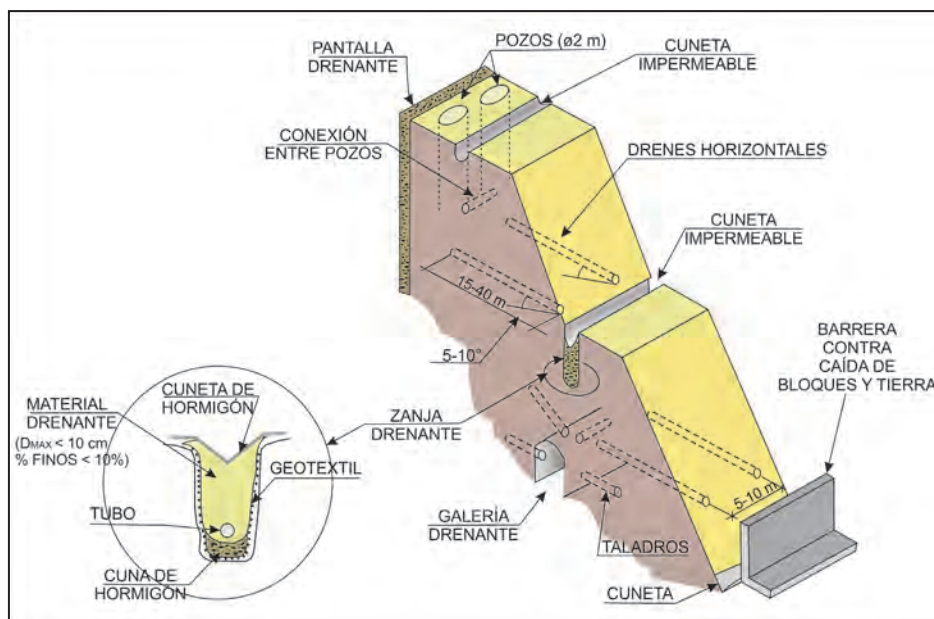 POZOS (ø2 m)
PANTALLA
DRENANTE
CUNETA
IMPERMEABLE
CONEXIÓN
ENTRE POZOS
DRENES HORIZONTALES
CUNETA
IMPERMEABLE
15-40 m
5-10°
BARRERA
CONTRA
CAÍDA DE
BLOQUES Y TIERRA
CUNETA DE
HORMIGÓN
MATERIAL
DRENANTE
(DMAX < 10 cm
% FINOS < 10%)
ZANJA
DRENANTE
GEOTEXTIL
TUBO
CUNA DE
HORMIGÓN
GALERÍA
DRENANTE
5-10 m
TALADROS
CUNETA